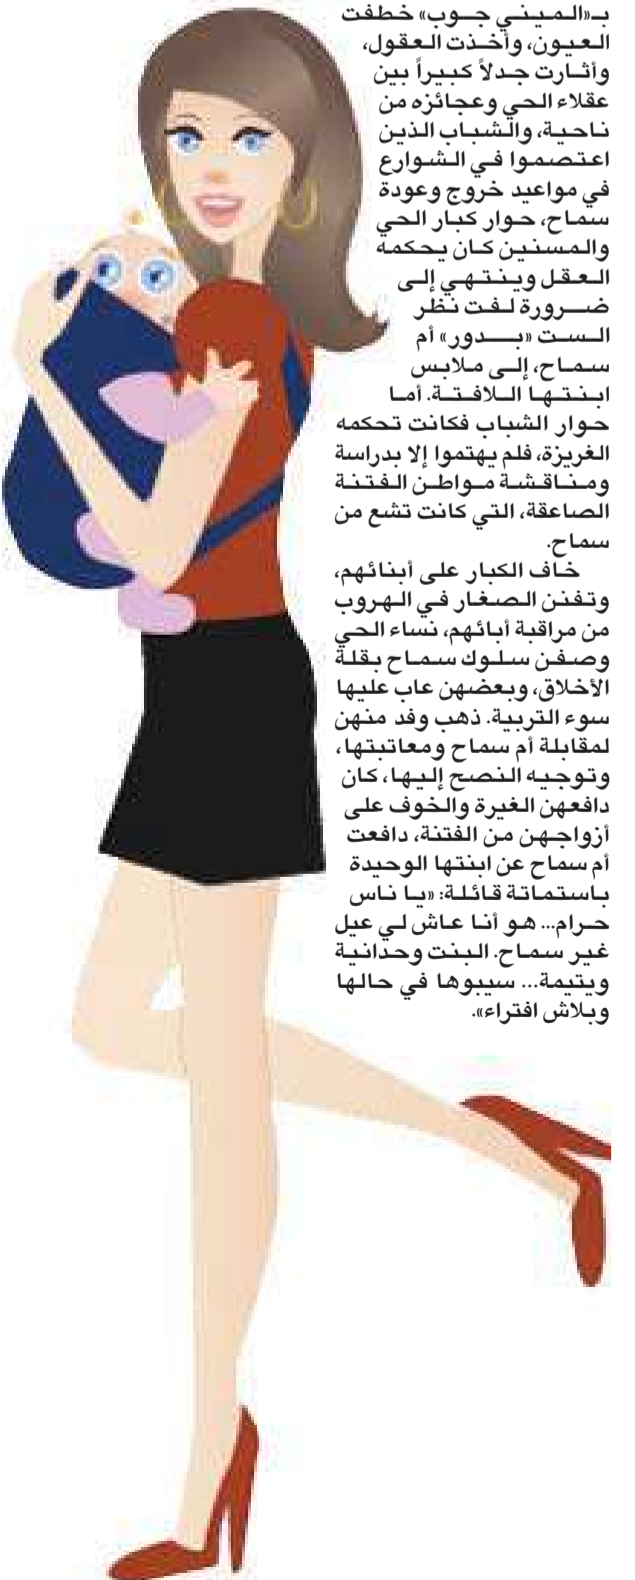 بـ«الميني جوب» خطفت
العيون، وأخذت العقول،
وأثارت جدلاً كبيراً بين
عقلاء الحي وعجائزه من
ناحية، والشباب الذين
اعتصموا في الشوارع
في مواعيد خروج وعودة
سماح، حوار كبار الحي
والمسنين كان يحكمه
العقل وينتهي إلى
ضرورة لفت نظر
الست «بدور» أم
سماح، إلى ملابس
ابنتها اللافتة. أما
حوار الشباب فكانت تحكمه
الغريزة، فلم يهتموا إلا بدراسة
ومناقشة مواطن الفتنة
الصاعقة، التي كانت تشع من
سماح.
خاف الكبار على أبنائهم،
وتفنن الصغار في الهروب
من مراقبة أبائهم، نساء الحي
وصفن سلوك سماح بقلة
الأخلاق، وبعضهن عاب عليها
سوء التربية. ذهب وفد منهن
لمقابلة أم سماح ومعاتبتها،
وتوجيه النصح إليها، كان
دافعهن الغيرة والخوف على
أزواجهن من الفتنة، دافعت
أم سماح عن ابنتها الوحيدة
باستماتة قائلة: «يا ناس
حرام... هو أنا عاش لي عيل
غير سماح. البنت وحدانية
ويتيمة... سيبوها في حالها
وبلاش افتراء».